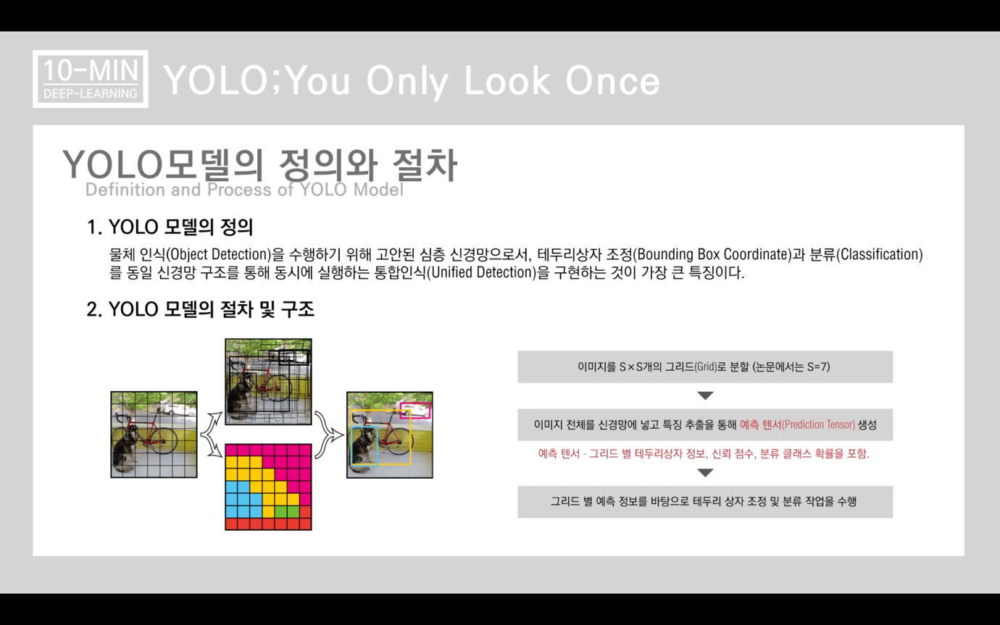 10-MIN
DEEP-LEARNING
YOLO;You Only Look Once
YOLO모델의 정의와 절차
Definition and Process of YOLO Model
1. YOLO 모델의 정의
물체 인식(Object Detection)을 수행하기 위해 고안된 심층 신경망으로서, 테두리상자 조정(Bounding Box Coordinate)과 분류(Classification)
를 동일 신경망 구조를 통해 동시에 실행하는 통합인식(Unified Detection)을 구현하는 것이 가장 큰 특징이다.
2. YOLO 모델의 절차 및 구조
이미지를 S×S개의 그리드(Grid)로 분할 (논문에서는 S=7)
이미지 전체를 신경망에 넣고 특징 추출을 통해 예측 텐서(Prediction Tensor) 생성
예측 텐서 - 그리드 별 테두리상자 정보, 신뢰 점수, 분류 클래스 확률을 포함.
그리드 별 예측 정보를 바탕으로 테두리 상자 조정 및 분류 작업을 수행